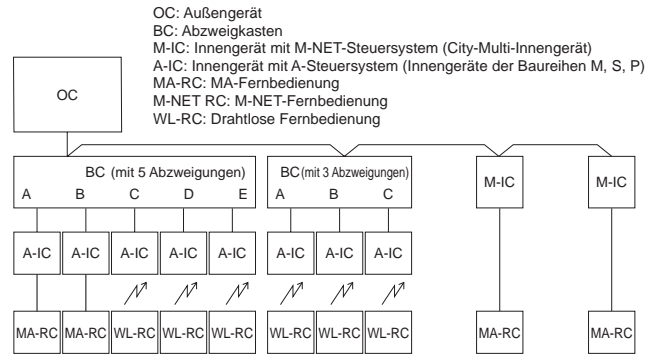 OC: Außengerät
BC: Abzweigkasten
M-IC: Innengerät mit M-NET-Steuersystem (City-Multi-Innengerät)
A-IC: Innengerät mit A-Steuersystem (Innengeräte der Baureihen M, S, P)
MA-RC: MA-Fernbedienung
M-NET RC: M-NET-Fernbedienung
WL-RC: Drahtlose Fernbedienung
OC
BC (mit 5 Abzweigungen) BC (mit 3 Abzweigungen) M-IC M-IC
A B C D E A B C
A-IC A-IC A-IC A-IC A-IC A-IC A-IC A-IC
MA-RC MA-RC WL-RC WL-RC WL-RC WL-RC WL-RC WL-RC MA-RC MA-RC